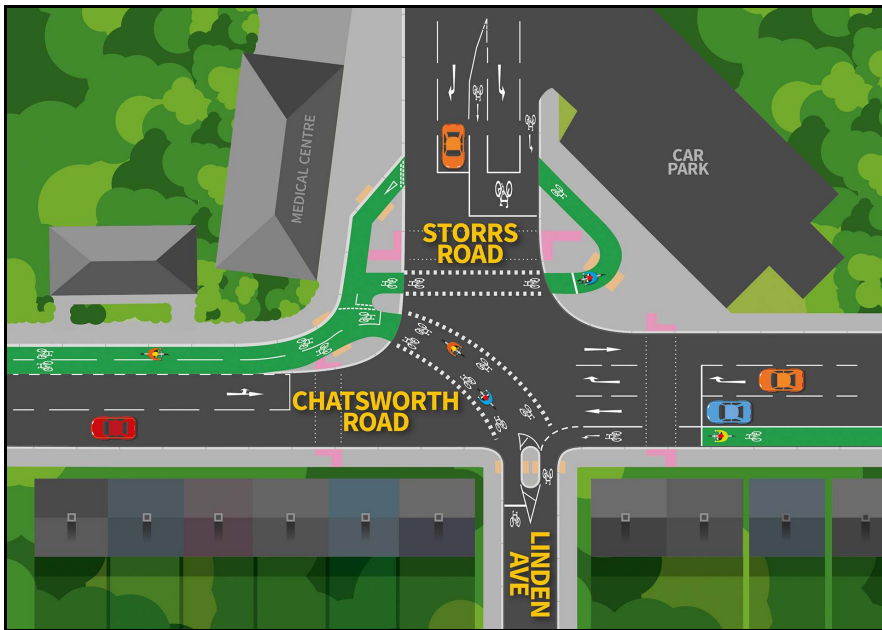 MEDICAL CENTRE
CAR
PARK
STORRS
ROAD
CHATSWORTH
ROAD
LINDEN
AVE